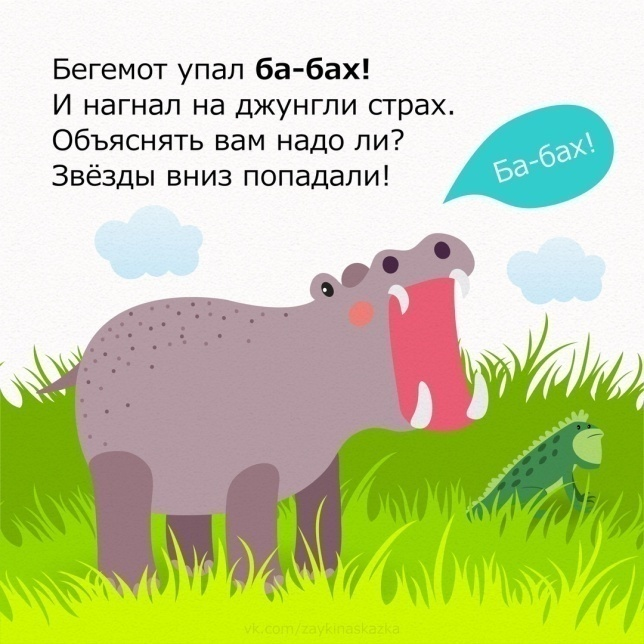 Бегемот упал ба-бах!
И нагнал на джунгли страх.
Объяснять вам надо ли?
Звёзды вниз попадали!
Ба-бах!
vk.com/zaykinaskazka